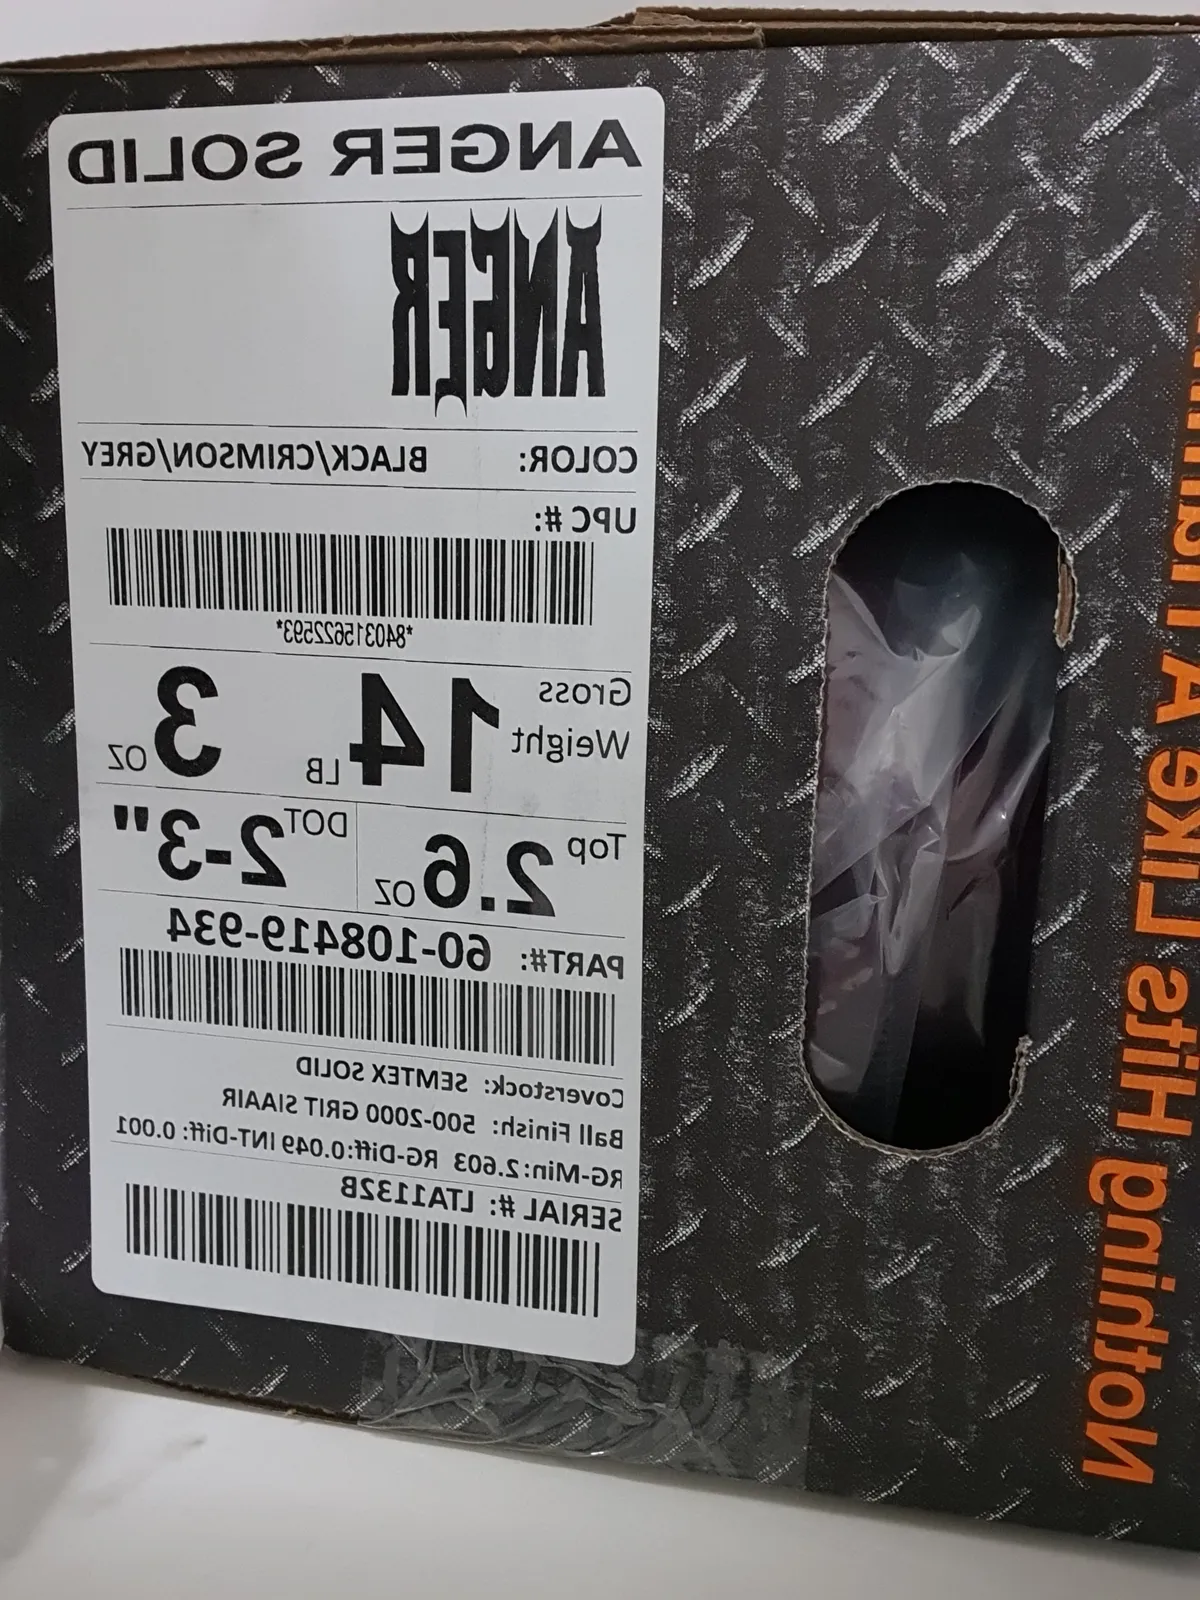 ANGER SOLID
ANGER
COLOR: BLACK/CRIMSON/GREY
UPC #:
*840315622593*
Gross Weight 14 LB 3 OZ
Top 2.6 OZ DOT 2-3"
PART#: 60-108419-934
Coverstock: SEMTEX SOLID
Ball Finish: 500-2000 GRIT SIAAIR
RG-Min:2.603 RG-Diff:0.049 INT-Diff: 0.001
SERIAL #: LTA1132B
Nothing Hits Like A